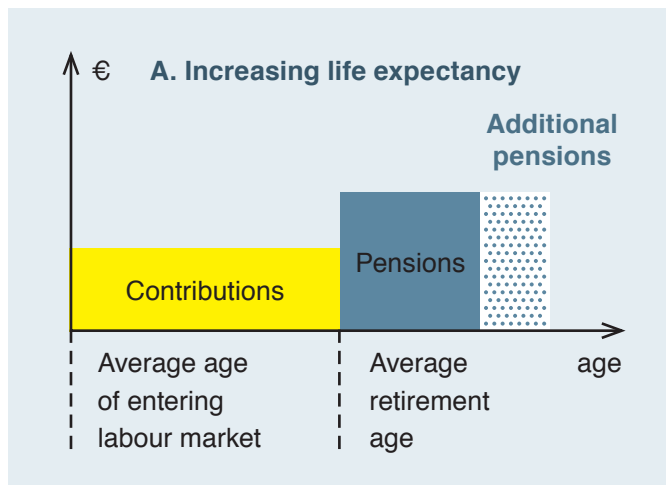 € A. Increasing life expectancy
Additional
pensions
Pensions
Contributions
Average age
of entering
labour market
Average
retirement
age
age